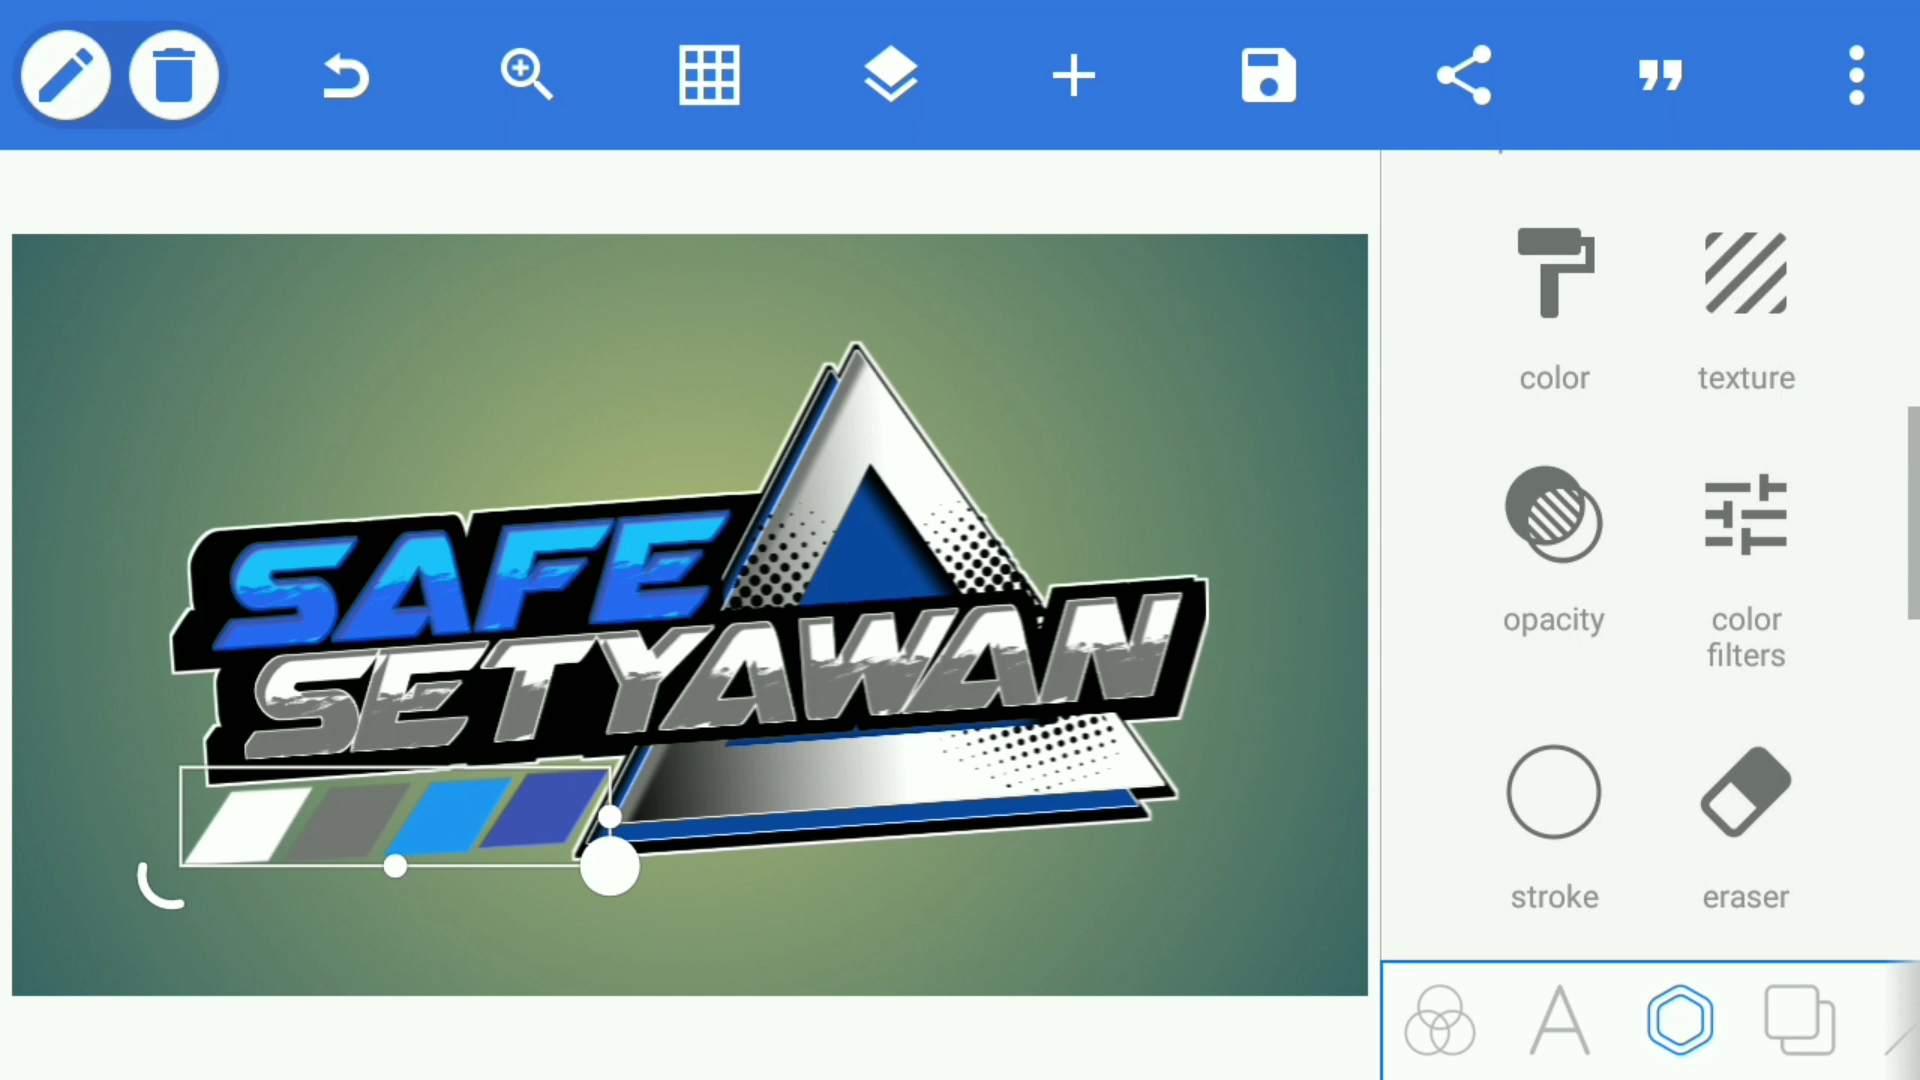 SAFE
SETYAWAN
color
texture
opacity
color
filters
stroke
eraser